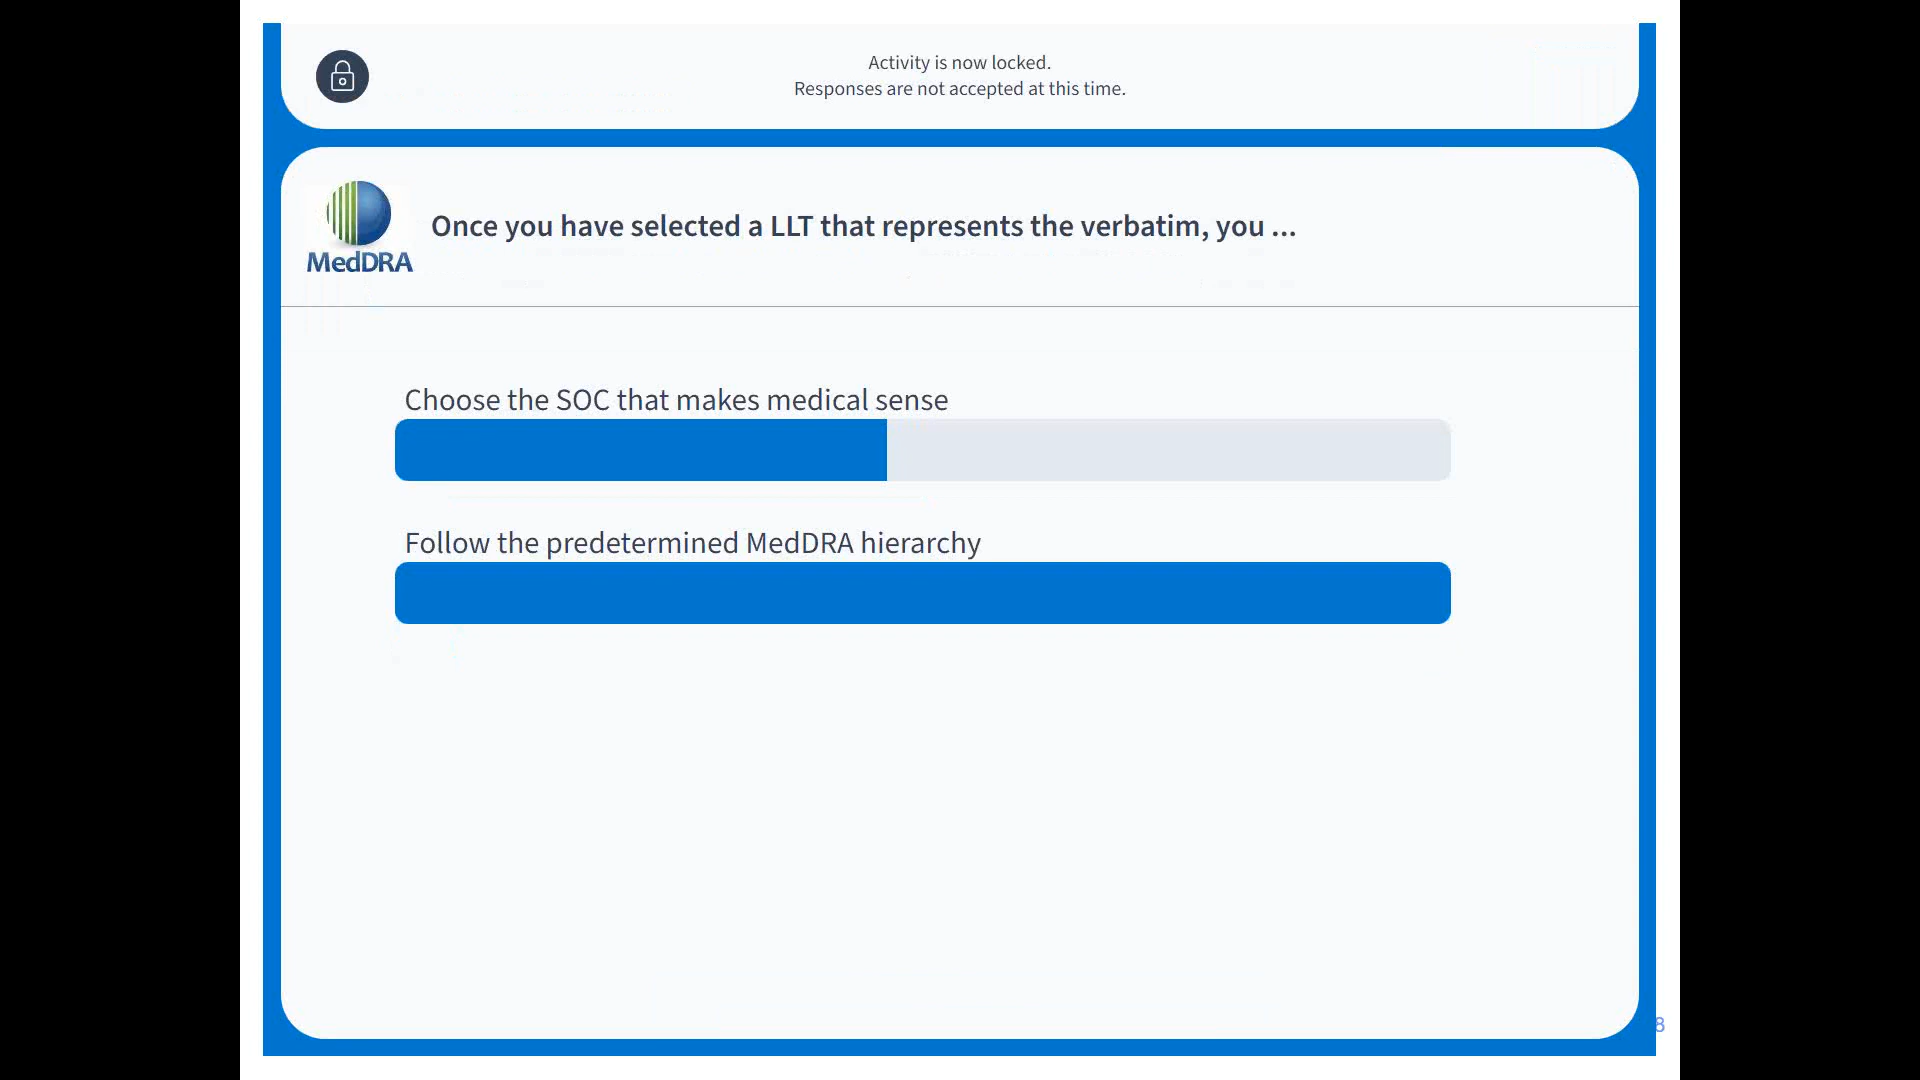 Activity is now locked.
Responses are not accepted at this time.
MedDRA
Once you have selected a LLT that represents the verbatim, you ...
Choose the SOC that makes medical sense
Follow the predetermined MedDRA hierarchy
8